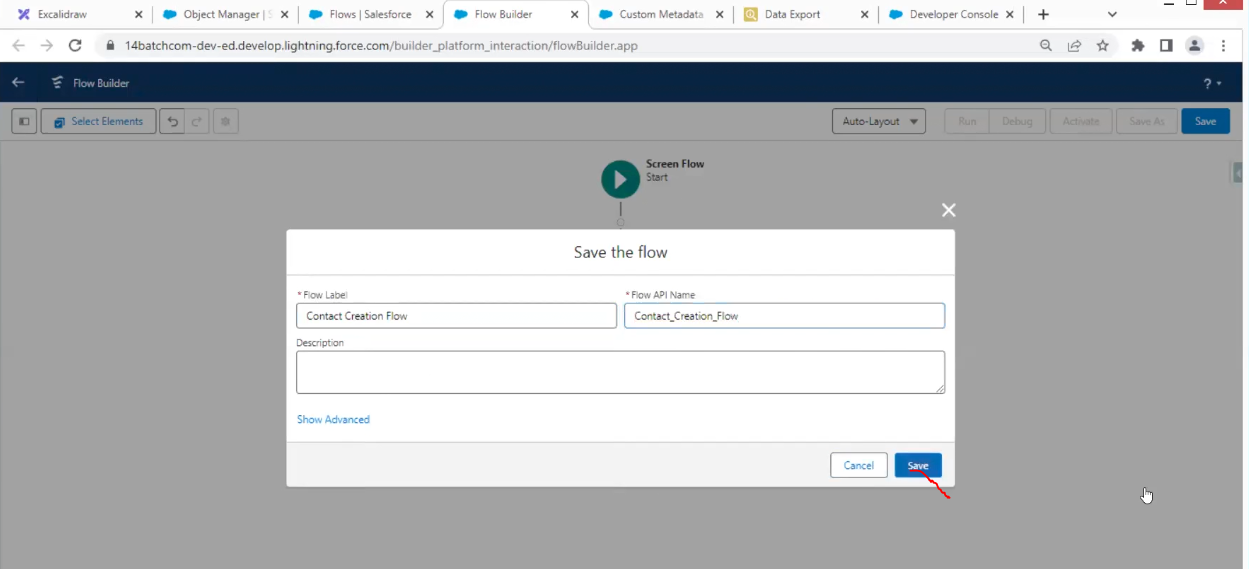 Excalidraw
Object Manager | S
Flows | Salesforce
Flow Builder
Custom Metadata
Data Export
Developer Console
14batchcom-dev-ed.develop.lightning.force.com/builder_platform_interaction/flowBuilder.app
Flow Builder
?
Select Elements
Auto-Layout
Run
Debug
Activate
Save As
Save
Screen Flow
Start
Save the flow
* Flow Label
* Flow API Name
Contact Creation Flow
Contact_Creation_Flow
Description
Show Advanced
Cancel
Save